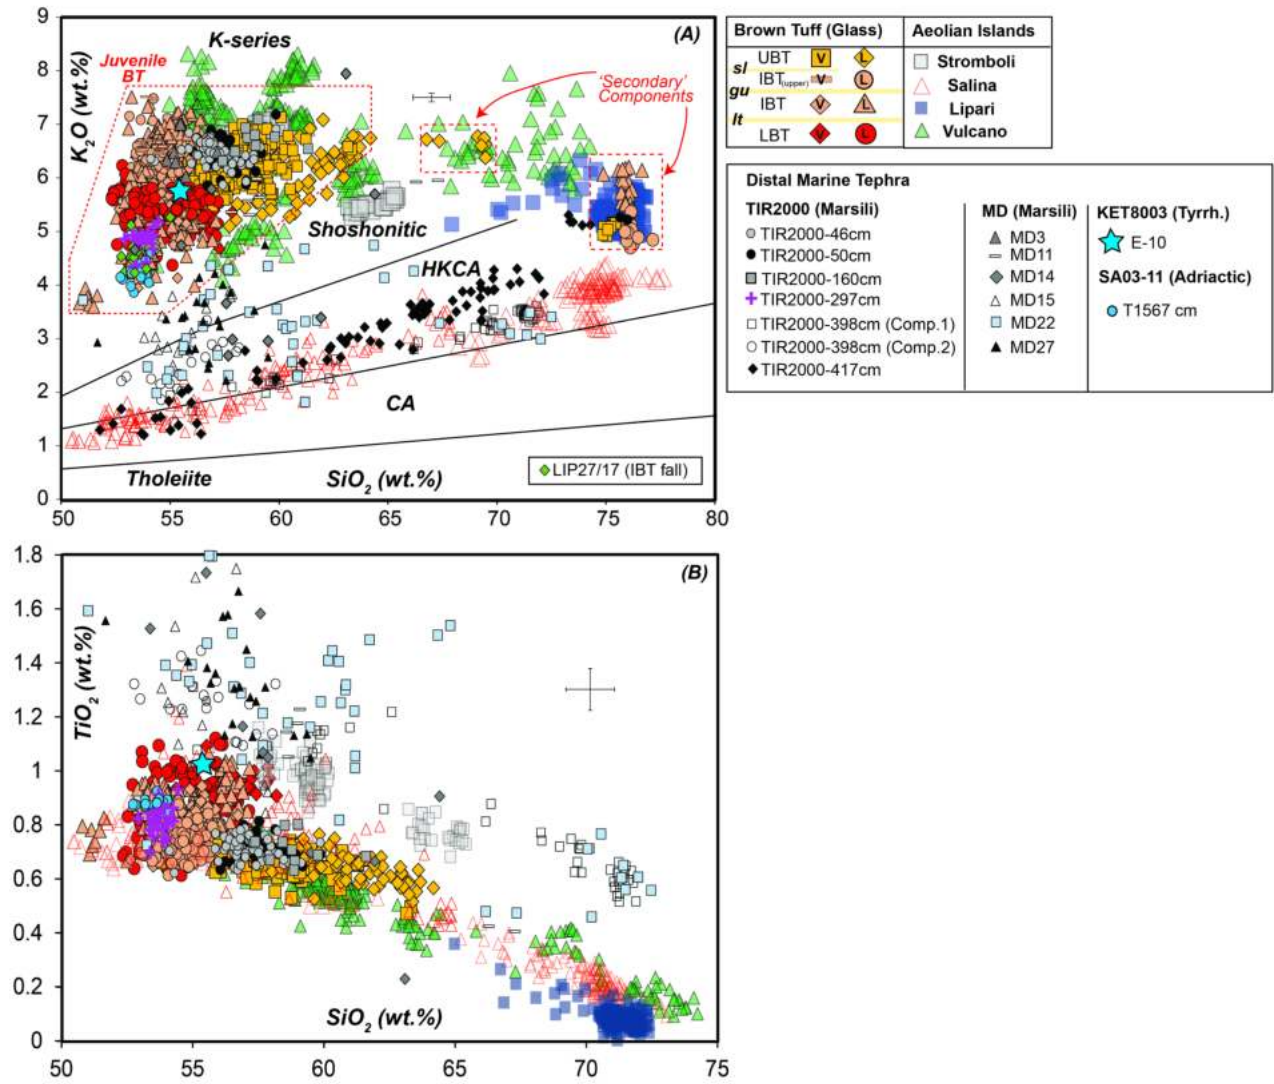 9
8
7
6
5
4
3
2
1
0
K₂O (wt.%)
K-series
(A)
Juvenile
BT
'Secondary'
Components
Shoshonitic
HKCA
CA
Tholeiite
SiO₂ (wt.%)
LIP27/17 (IBT fall)
50 55 60 65 70 75 80
Brown Tuff (Glass)
UBT V L
sl
IBT(upper) V L
gu
IBT V L
lt
LBT V L
Aeolian Islands
Stromboli
Salina
Lipari
Vulcano
Distal Marine Tephra
TIR2000 (Marsili)
TIR2000-46cm
TIR2000-50cm
TIR2000-160cm
TIR2000-297cm
TIR2000-398cm (Comp.1)
TIR2000-398cm (Comp.2)
TIR2000-417cm
MD (Marsili)
MD3
MD11
MD14
MD15
MD22
MD27
KET8003 (Tyrrh.)
E-10
SA03-11 (Adriactic)
T1567 cm
1.8
1.6
1.4
1.2
1
0.8
0.6
0.4
0.2
0
TiO₂ (wt.%)
(B)
SiO₂ (wt.%)
50 55 60 65 70 75